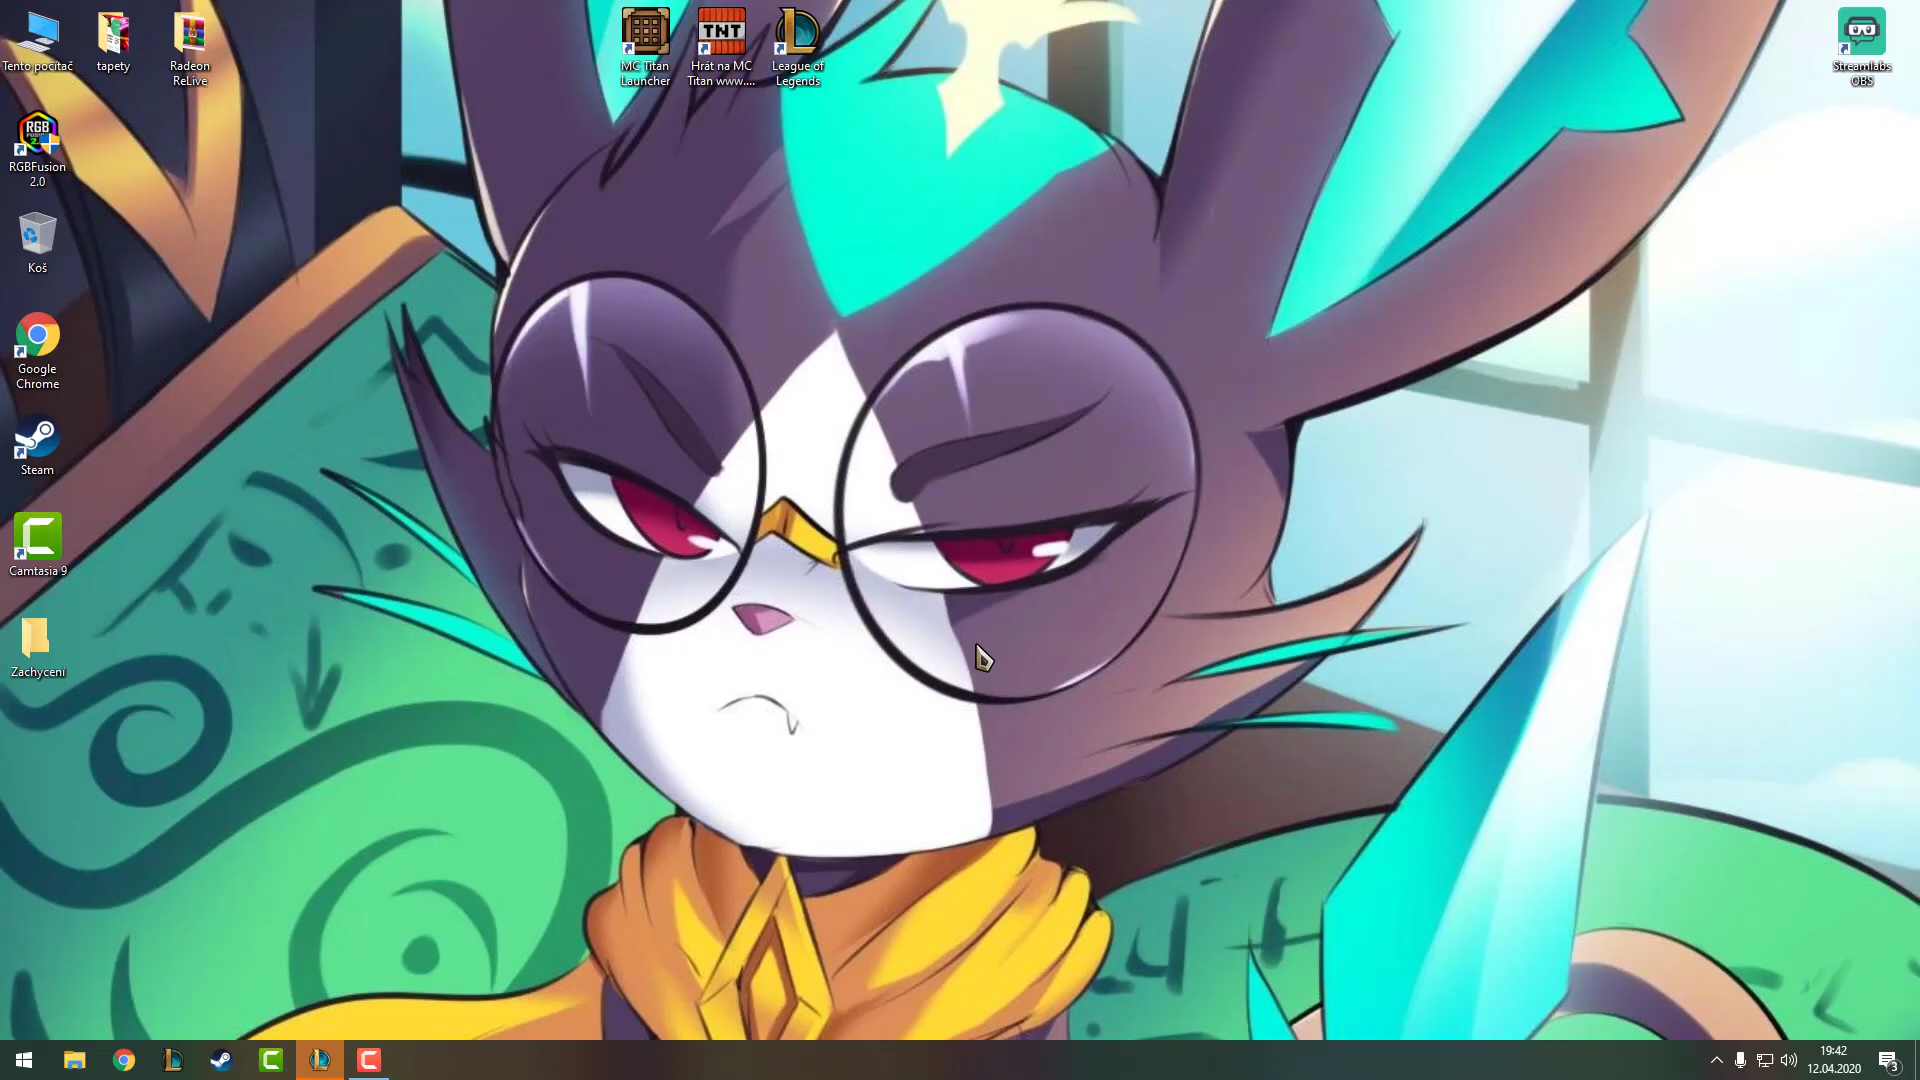 Tento počítač
tapety
Radeon
ReLive
MC Titan
Launcher
TNT
Hrát na MC
Titan www....
League of
Legends
Streamlabs
OBS
RGB
2.
RGBFusion
2.0
Koš
Google
Chrome
Steam
Camtasia 9
Zachycení
19:42
12.04.2020
3